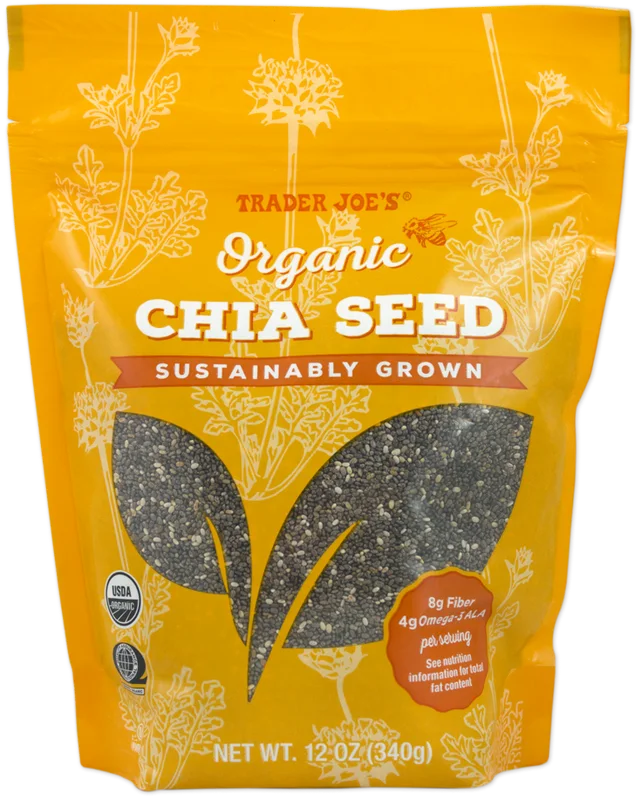 TRADER JOE'S®
Organic
CHIA SEED
SUSTAINABLY GROWN
USDA
ORGANIC
8g Fiber
4g Omega-3 ALA
per serving
See nutrition
information for total
fat content
NET WT. 12 OZ (340g)